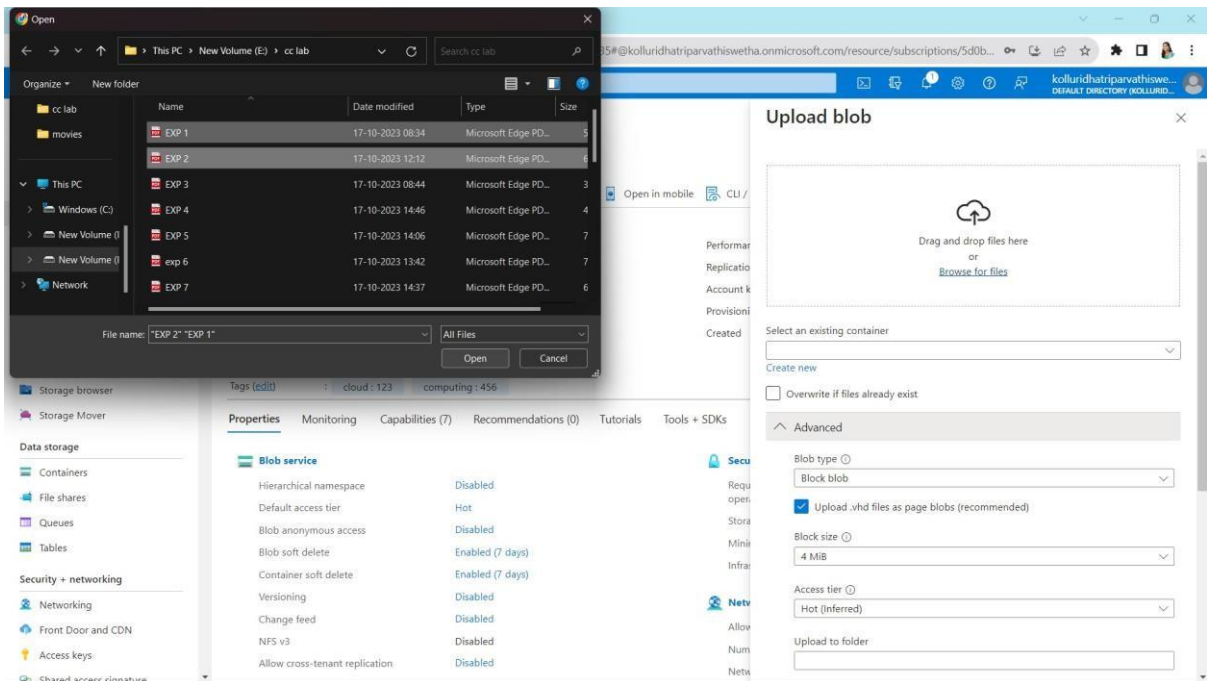 Open
This PC > New Volume (E:) > cc lab
Search cc lab
Organize
New folder
cc lab
movies
This PC
Windows (C:)
New Volume (
New Volume (
Network
Name Date modified Type Size
EXP 1 17-10-2023 08:34 Microsoft Edge PD... 5
EXP 2 17-10-2023 12:12 Microsoft Edge PD... 6
EXP 3 17-10-2023 08:44 Microsoft Edge PD... 3
EXP 4 17-10-2023 14:46 Microsoft Edge PD... 4
EXP 5 17-10-2023 14:06 Microsoft Edge PD... 7
exp 6 17-10-2023 13:42 Microsoft Edge PD... 7
EXP 7 17-10-2023 14:37 Microsoft Edge PD... 6
File name: "EXP 2" "EXP 1"
All Files
Open Cancel
35#@kolluridhatriparvathiswetha.onmicrosoft.com/resource/subscriptions/5d0b...
kolluridhatriparvathiswe...
DEFAULT DIRECTORY (KOLLURID...
1
Open in mobile CLI /
Performar
Replicatio
Account k
Provisioni
Created
Tags (edit) : cloud : 123 computing : 456
Storage browser
Storage Mover
Data storage
Containers
File shares
Queues
Tables
Security + networking
Networking
Front Door and CDN
Access keys
Shared access signature
Properties Monitoring Capabilities (7) Recommendations (0) Tutorials Tools + SDKs
Blob service
Hierarchical namespace Disabled
Default access tier Hot
Blob anonymous access Disabled
Blob soft delete Enabled (7 days)
Container soft delete Enabled (7 days)
Versioning Disabled
Change feed Disabled
NFS v3 Disabled
Allow cross-tenant replication Disabled
Secu
Requ
oper
Stora
Mini
Infras
Netw
Allow
Num
Netw
Upload blob
Drag and drop files here
or
Browse for files
Select an existing container
Create new
Overwrite if files already exist
Advanced
Blob type
Block blob
Upload .vhd files as page blobs (recommended)
Block size
4 MiB
Access tier
Hot (Inferred)
Upload to folder